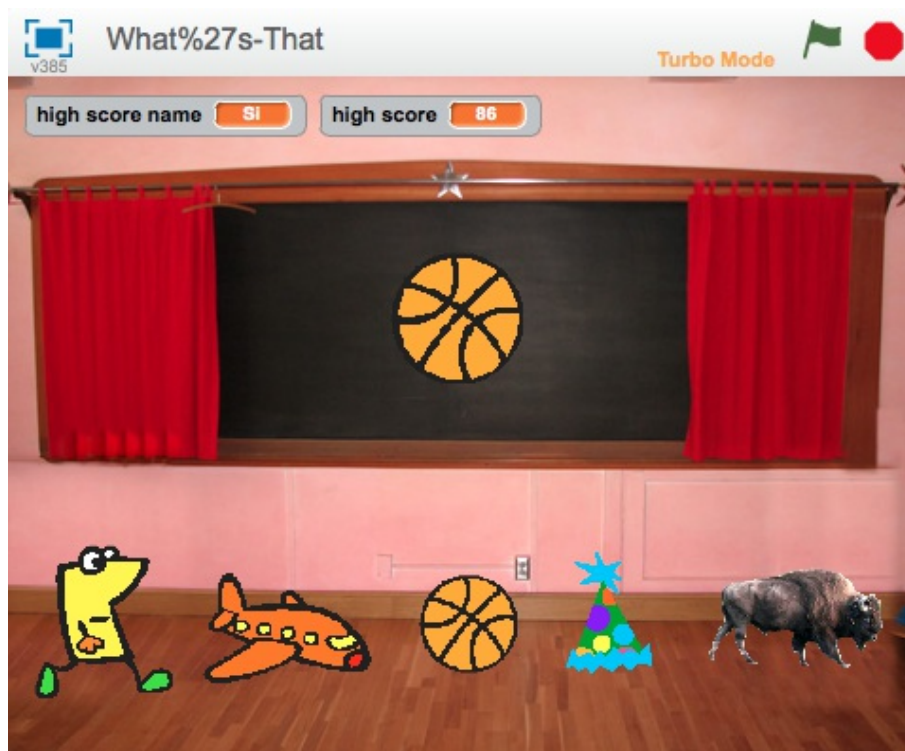 What%27s-That
v385
Turbo Mode
high score name Si
high score 86